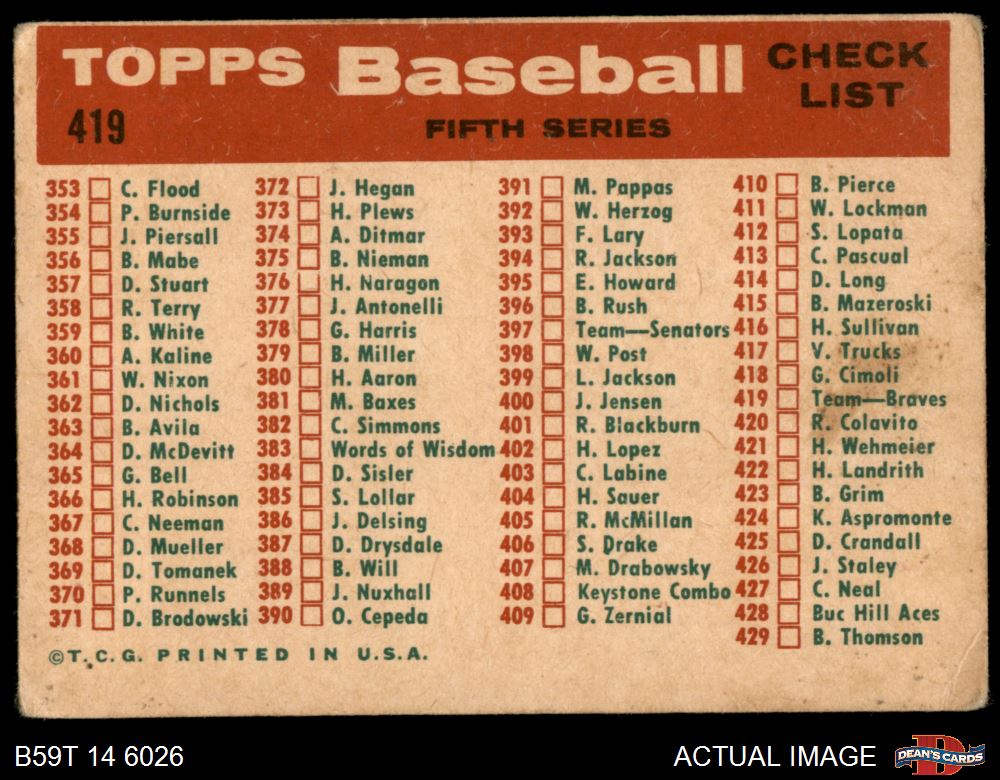 TOPPS Baseball CHECK LIST
419 FIFTH SERIES
353 C. Flood
354 P. Burnside
355 J. Piersall
356 B. Mabe
357 D. Stuart
358 R. Terry
359 B. White
360 A. Kaline
361 W. Nixon
362 D. Nichols
363 B. Avila
364 D. McDevitt
365 G. Bell
366 H. Robinson
367 C. Neeman
368 D. Mueller
369 D. Tomanek
370 P. Runnels
371 D. Brodowski
372 J. Hegan
373 H. Plews
374 A. Ditmar
375 B. Nieman
376 H. Naragon
377 J. Antonelli
378 G. Harris
379 B. Miller
380 H. Aaron
381 M. Baxes
382 C. Simmons
383 Words of Wisdom
384 D. Sisler
385 S. Lollar
386 J. Delsing
387 D. Drysdale
388 B. Will
389 J. Nuxhall
390 O. Cepeda
391 M. Pappas
392 W. Herzog
393 F. Lary
394 R. Jackson
395 E. Howard
396 B. Rush
397 Team—Senators
398 W. Post
399 L. Jackson
400 J. Jensen
401 R. Blackburn
402 H. Lopez
403 C. Labine
404 H. Sauer
405 R. McMillan
406 S. Drake
407 M. Drabowsky
408 Keystone Combo
409 G. Zernial
410 B. Pierce
411 W. Lockman
412 S. Lopata
413 C. Pascual
414 D. Long
415 B. Mazeroski
416 H. Sullivan
417 V. Trucks
418 G. Cimoli
419 Team—Braves
420 R. Colavito
421 H. Wehmeier
422 H. Landrith
423 B. Grim
424 K. Aspromonte
425 D. Crandall
426 J. Staley
427 C. Neal
428 Buc Hill Aces
429 B. Thomson
©T.C.G. PRINTED IN U.S.A.
B59T 14 6026
ACTUAL IMAGE
DEAN'S CARDS